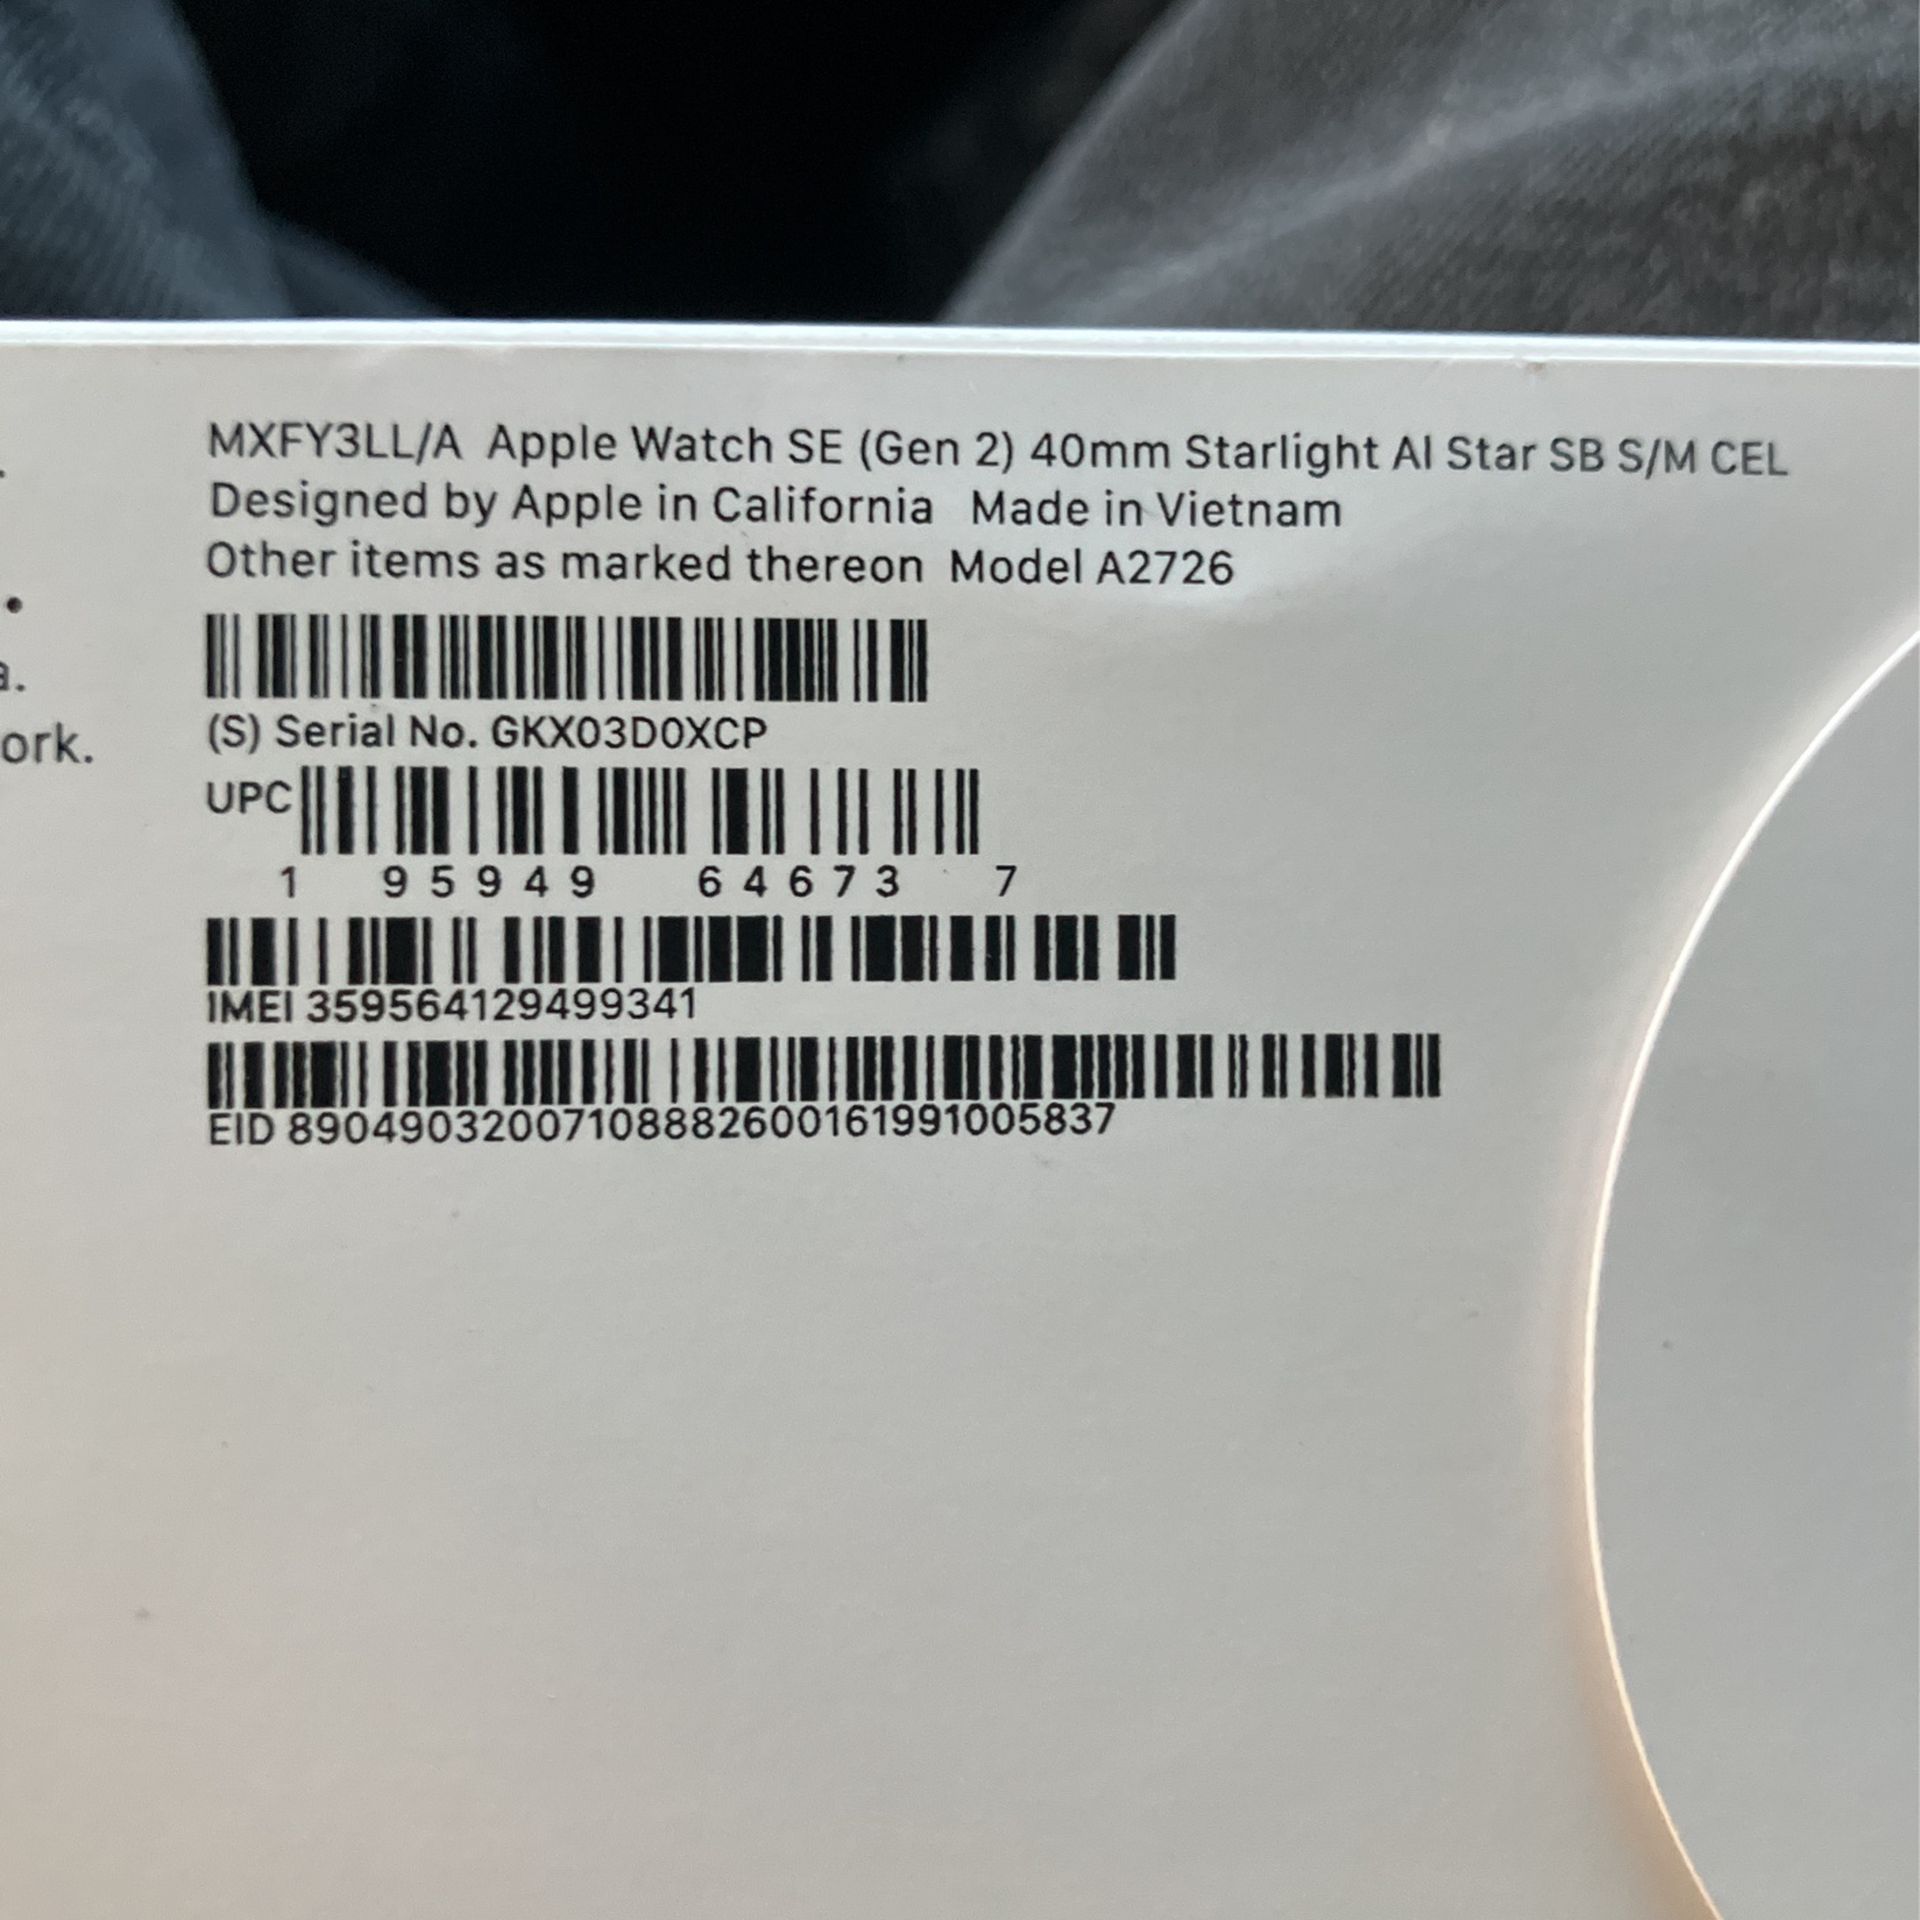 MXFY3LL/A Apple Watch SE (Gen 2) 40mm Starlight Al Star SB S/M CEL
Designed by Apple in California Made in Vietnam
Other items as marked thereon Model A2726
(S) Serial No. GKX03D0XCP
ork.
UPC
1 95949 64673 7
IMEI 359564129499341
EID 89049032007108882600161991005837